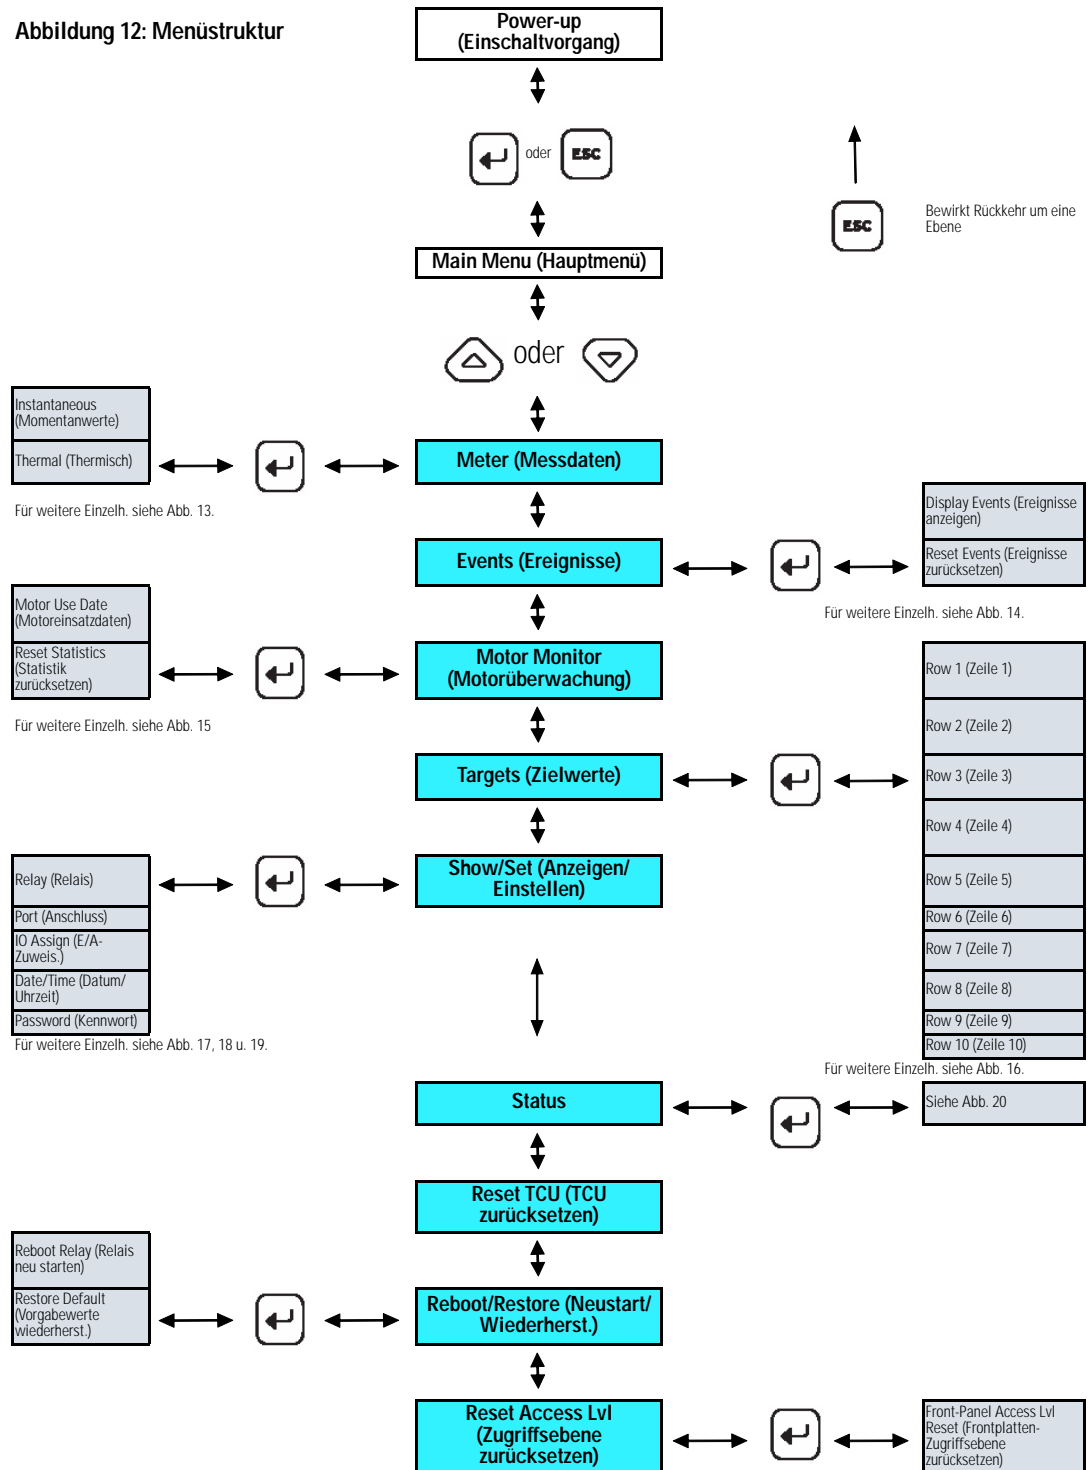 Abbildung 12: Menüstruktur
Power-up
(Einschaltvorgang)
oder
ESC
ESC
Bewirkt Rückkehr um eine
Ebene
Main Menu (Hauptmenü)
oder
Instantaneous
(Momentanwerte)
Thermal (Thermisch)
Meter (Messdaten)
Für weitere Einzelh. siehe Abb. 13.
Events (Ereignisse)
Display Events (Ereignisse
anzeigen)
Reset Events (Ereignisse
zurücksetzen)
Für weitere Einzelh. siehe Abb. 14.
Motor Use Date
(Motoreinsatzdaten)
Reset Statistics
(Statistik
zurücksetzen)
Motor Monitor
(Motorüberwachung)
Für weitere Einzelh. siehe Abb. 15
Targets (Zielwerte)
Row 1 (Zeile 1)
Row 2 (Zeile 2)
Row 3 (Zeile 3)
Row 4 (Zeile 4)
Row 5 (Zeile 5)
Row 6 (Zeile 6)
Row 7 (Zeile 7)
Row 8 (Zeile 8)
Row 9 (Zeile 9)
Row 10 (Zeile 10)
Für weitere Einzelh. siehe Abb. 16.
Show/Set (Anzeigen/
Einstellen)
Relay (Relais)
Port (Anschluss)
IO Assign (E/A-
Zuweis.)
Date/Time (Datum/
Uhrzeit)
Password (Kennwort)
Für weitere Einzelh. siehe Abb. 17, 18 u. 19.
Status
Siehe Abb. 20
Reset TCU (TCU
zurücksetzen)
Reboot Relay (Relais
neu starten)
Restore Default
(Vorgabewerte
wiederherst.)
Reboot/Restore (Neustart/
Wiederherst.)
Reset Access Lvl
(Zugriffsebene
zurücksetzen)
Front-Panel Access Lvl
Reset (Frontplatten-
Zugriffsebene
zurücksetzen)